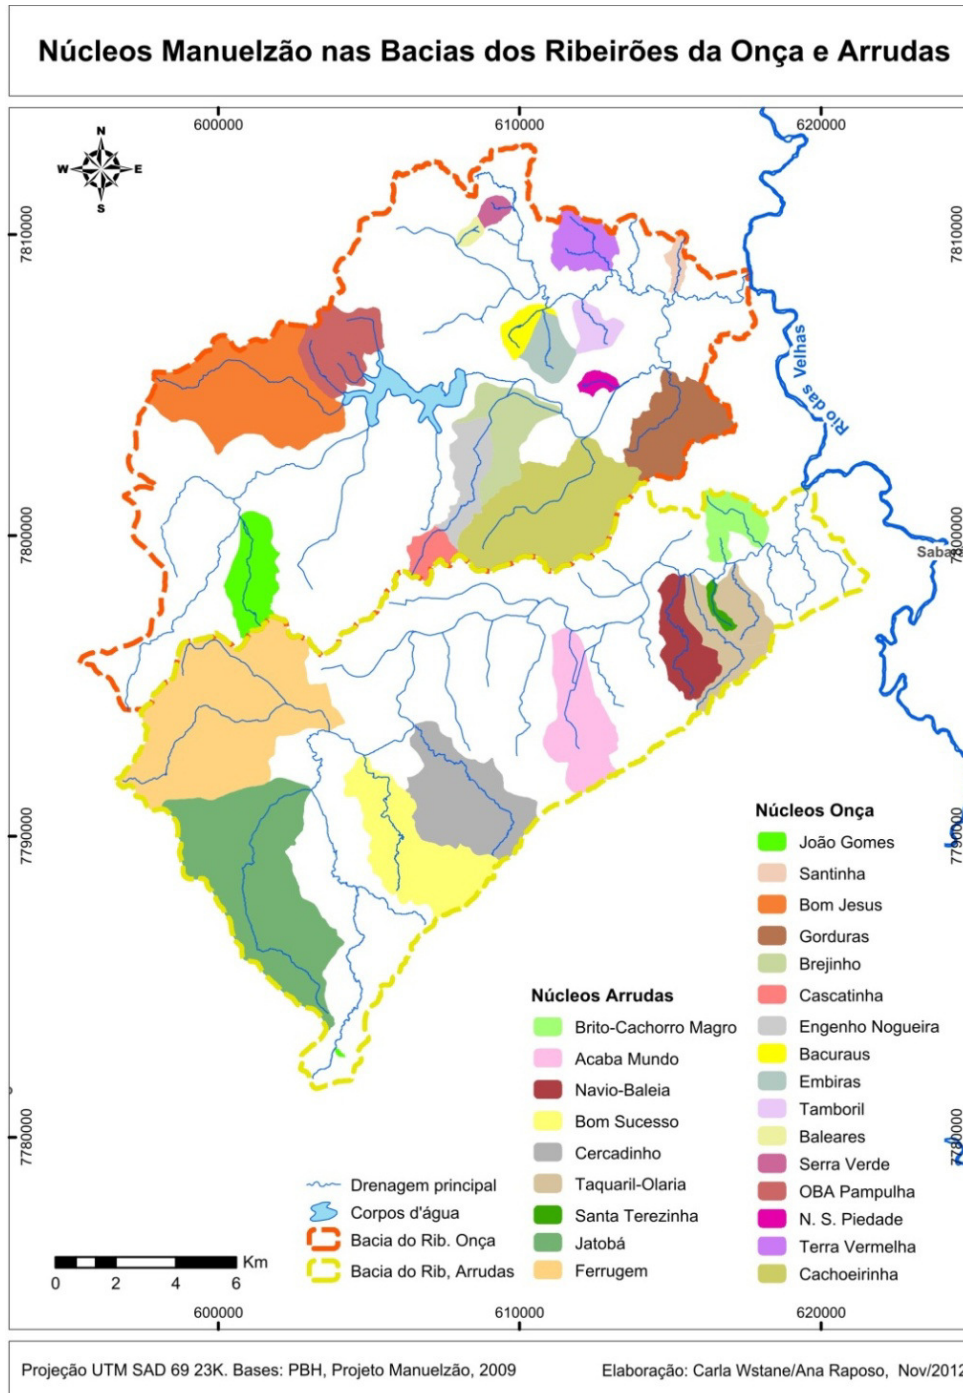 Núcleos Manuelzão nas Bacias dos Ribeirões da Onça e Arrudas
600000
610000
620000
N
W
E
S
7810000
7810000
Rio das Velhas
7800000
7800000
Núcleos Onça
7790000
7790000
João Gomes
Santinha
Bom Jesus
Gorduras
Brejinho
Cascatinha
Engenho Nogueira
Bacuraus
Embiras
Tamboril
Baleares
Serra Verde
OBA Pampulha
N. S. Piedade
Terra Vermelha
Cachoeirinha
Núcleos Arrudas
Brito-Cachorro Magro
Acaba Mundo
Navio-Baleia
Bom Sucesso
Cercadinho
Taquaril-Olaria
Santa Terezinha
Jatobá
Ferrugem
7780000
7780000
Drenagem principal
Corpos d'água
Bacia do Rib. Onça
Bacia do Rib, Arrudas
Km
0 2 4 6
600000
610000
620000
Projeção UTM SAD 69 23K. Bases: PBH, Projeto Manuelzão, 2009
Elaboração: Carla Wstane/Ana Raposo, Nov/2012